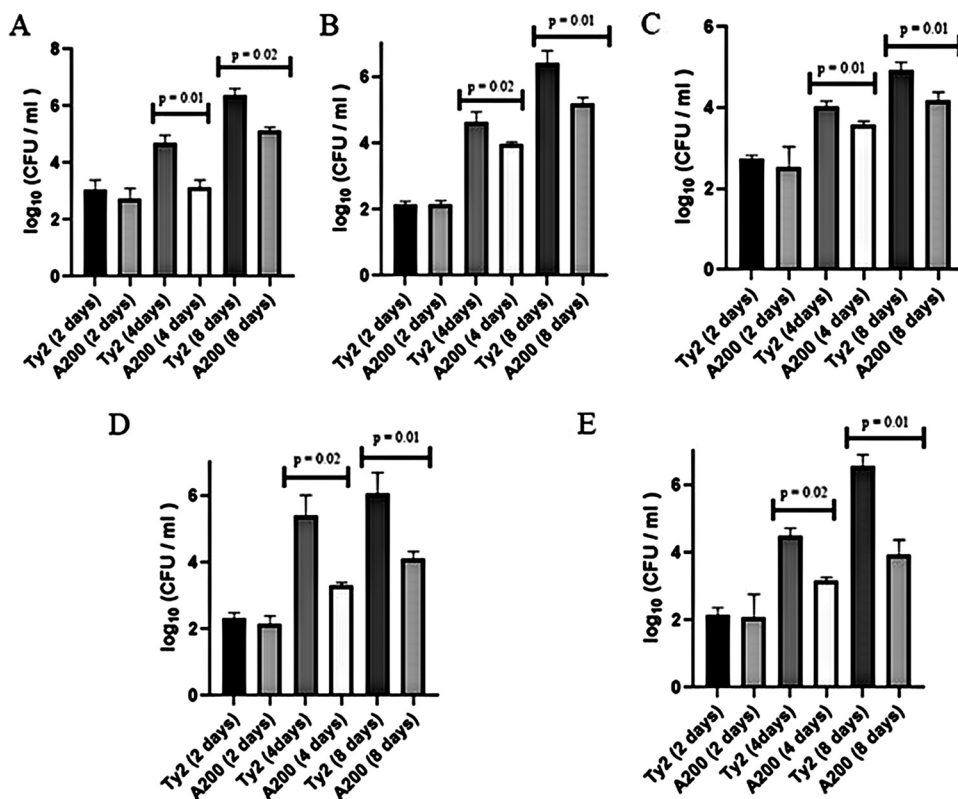 A
log10 (CFU / ml)
8
6
4
2
0
p = 0.01
p = 0.02
Ty2 (2 days)
A200 (2 days)
Ty2 (4days)
A200 (4 days)
Ty2 (8 days)
A200 (8 days)
B
log10 (CFU / ml)
6
4
2
0
p = 0.02
p = 0.01
Ty2 (2 days)
A200 (2 days)
Ty2 (4days)
A200 (4 days)
Ty2 (8 days)
A200 (8 days)
C
log10 (CFU / ml)
6
4
2
0
p = 0.01
p = 0.01
Ty2 (2 days)
A200 (2 days)
Ty2 (4days)
A200 (4 days)
Ty2 (8 days)
A200 (8 days)
D
log10 (CFU / ml)
6
4
2
0
p = 0.02
p = 0.01
Ty2 (2 days)
A200 (2 days)
Ty2 (4days)
A200 (4 days)
Ty2 (8 days)
A200 (8 days)
E
log10 (CFU / ml)
6
4
2
0
p = 0.02
p = 0.01
Ty2 (2 days)
A200 (2 days)
Ty2 (4days)
A200 (4 days)
Ty2 (8 days)
A200 (8 days)